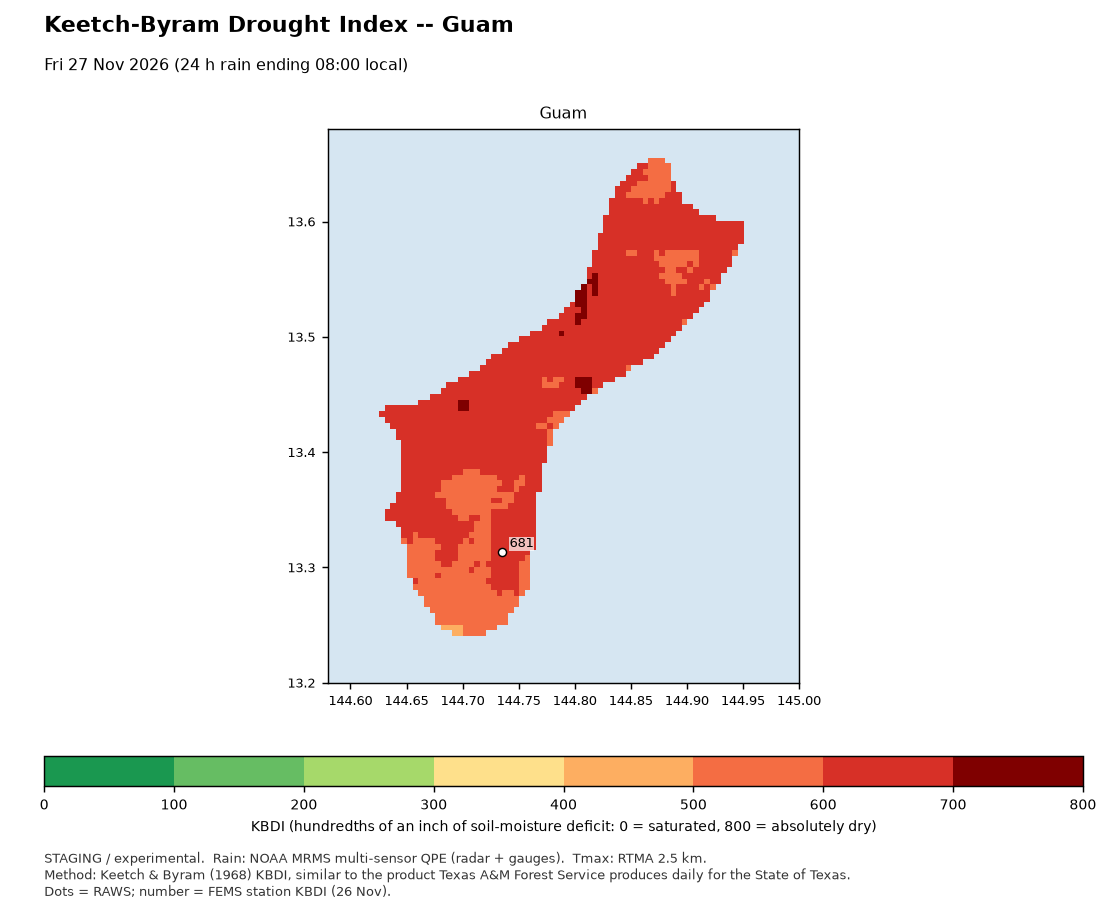 Keetch-Byram Drought Index -- Guam
Fri 27 Nov 2026 (24 h rain ending 08:00 local)
Guam
13.6
13.5
13.4
13.3
13.2
681
144.60 144.65 144.70 144.75 144.80 144.85 144.90 144.95 145.00
0 100 200 300 400 500 600 700 800
KBDI (hundredths of an inch of soil-moisture deficit: 0 = saturated, 800 = absolutely dry)
STAGING / experimental.  Rain: NOAA MRMS multi-sensor QPE (radar + gauges).  Tmax: RTMA 2.5 km.
Method: Keetch & Byram (1968) KBDI, similar to the product Texas A&M Forest Service produces daily for the State of Texas.
Dots = RAWS; number = FEMS station KBDI (26 Nov).